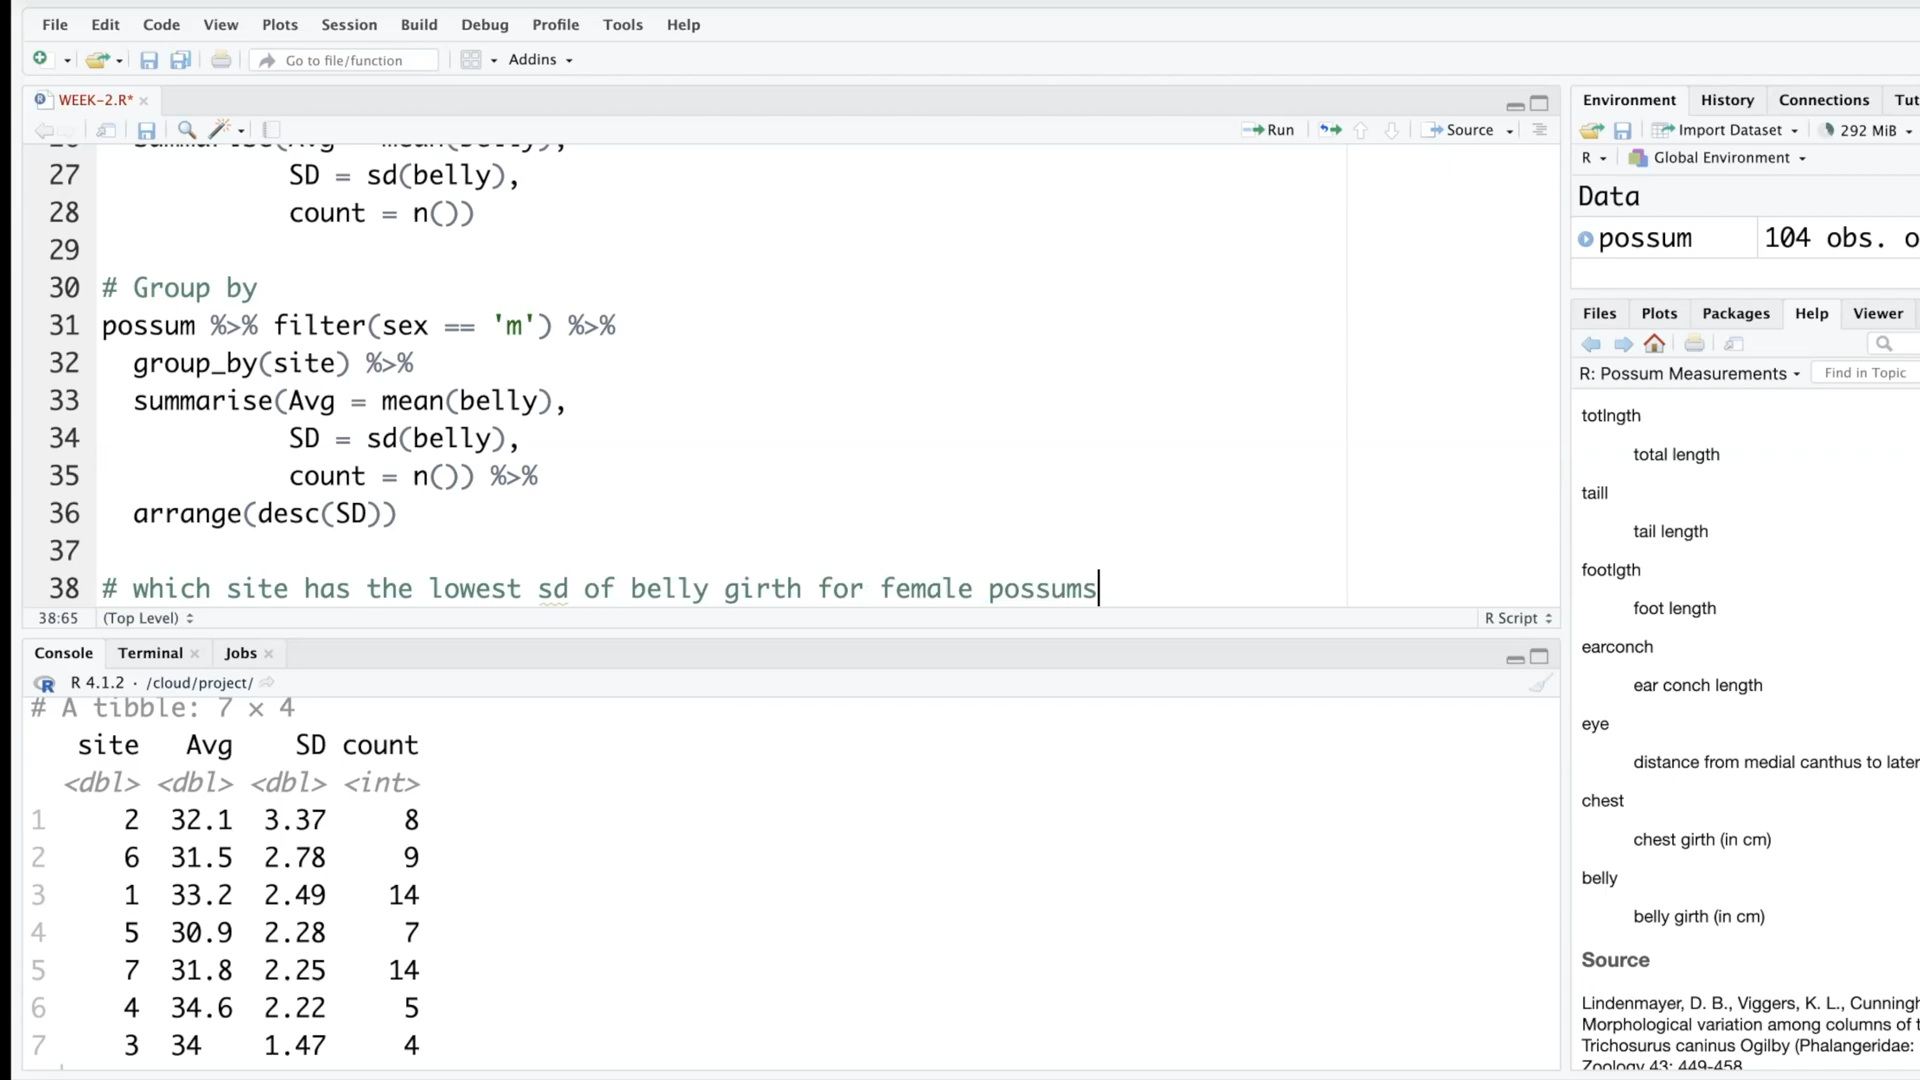 File Edit Code View Plots Session Build Debug Profile Tools Help
Go to file/function Addins
WEEK-2.R*
Run Source
27 SD = sd(belly),
28 count = n())
29
30 # Group by
31 possum %>% filter(sex == 'm') %>%
32 group_by(site) %>%
33 summarise(Avg = mean(belly),
34 SD = sd(belly),
35 count = n()) %>%
36 arrange(desc(SD))
37
38 # which site has the lowest sd of belly girth for female possums
38:65 (Top Level) R Script
Console Terminal Jobs
R 4.1.2 · /cloud/project/
# A tibble: 7 × 4
site Avg SD count
<dbl> <dbl> <dbl> <int>
1 2 32.1 3.37 8
2 6 31.5 2.78 9
3 1 33.2 2.49 14
4 5 30.9 2.28 7
5 7 31.8 2.25 14
6 4 34.6 2.22 5
7 3 34 1.47 4
Environment History Connections Tut
Import Dataset 292 MiB
R Global Environment
Data
possum 104 obs. o
Files Plots Packages Help Viewer
R: Possum Measurements Find in Topic
totlngth
total length
taill
tail length
footlgth
foot length
earconch
ear conch length
eye
distance from medial canthus to later
chest
chest girth (in cm)
belly
belly girth (in cm)
Source
Lindenmayer, D. B., Viggers, K. L., Cunningh
Morphological variation among columns of t
Trichosurus caninus Ogilby (Phalangeridae:
Zoology 43: 449-458.